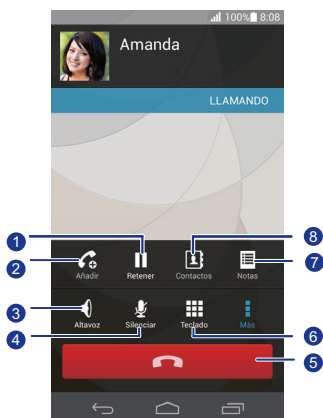 100% 8:08
Amanda
LLAMANDO
1
8
2
Añadir Retener Contactos Notas
7
3
Altavoz Silenciar Teclado Más
4
6
5